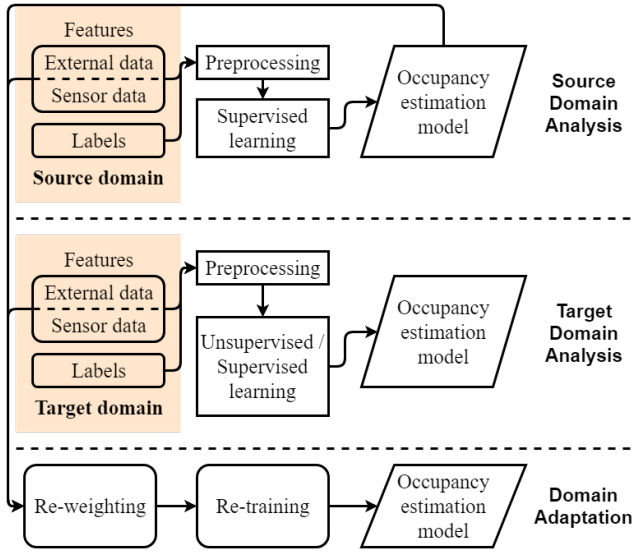 Features
External data
Sensor data
Labels
Source domain
Preprocessing
Supervised
learning
Occupancy
estimation
model
Source
Domain
Analysis
Features
External data
Sensor data
Labels
Target domain
Preprocessing
Unsupervised /
Supervised
learning
Occupancy
estimation
model
Target
Domain
Analysis
Re-weighting
Re-training
Occupancy
estimation
model
Domain
Adaptation